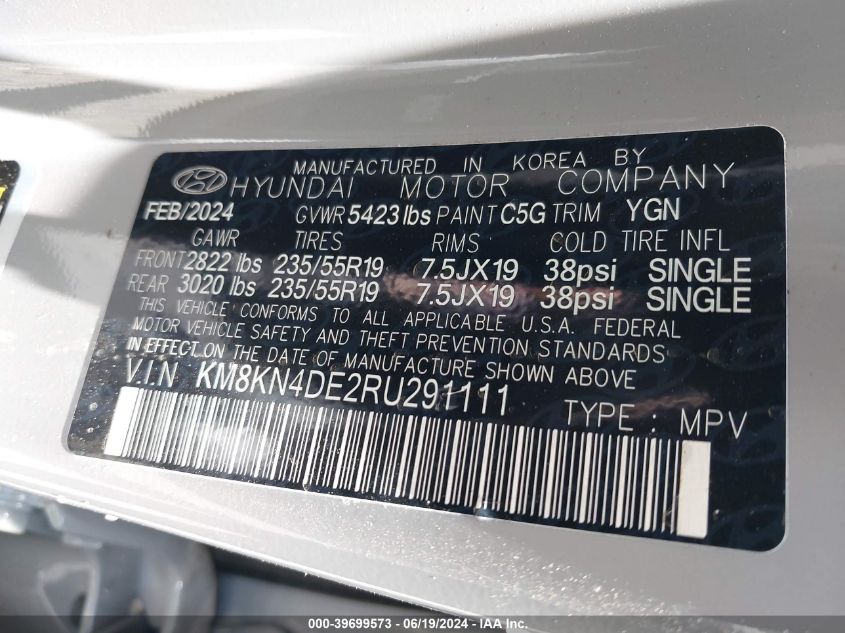 MANUFACTURED IN KOREA BY
HYUNDAI MOTOR COMPANY
FEB/2024 GVWR 5423 lbs PAINT C5G TRIM YGN
GAWR TIRES RIMS COLD TIRE INFL
FRONT 2822 lbs 235/55R19 7.5JX19 38psi SINGLE
REAR 3020 lbs 235/55R19 7.5JX19 38psi SINGLE
THIS VEHICLE CONFORMS TO ALL APPLICABLE U.S.A. FEDERAL
MOTOR VEHICLE SAFETY AND THEFT PREVENTION STANDARDS
IN EFFECT ON THE DATE OF MANUFACTURE SHOWN ABOVE
V.I.N KM8KN4DE2RU291111 TYPE : MPV
000-39699573 - 06/19/2024 - IAAI.com